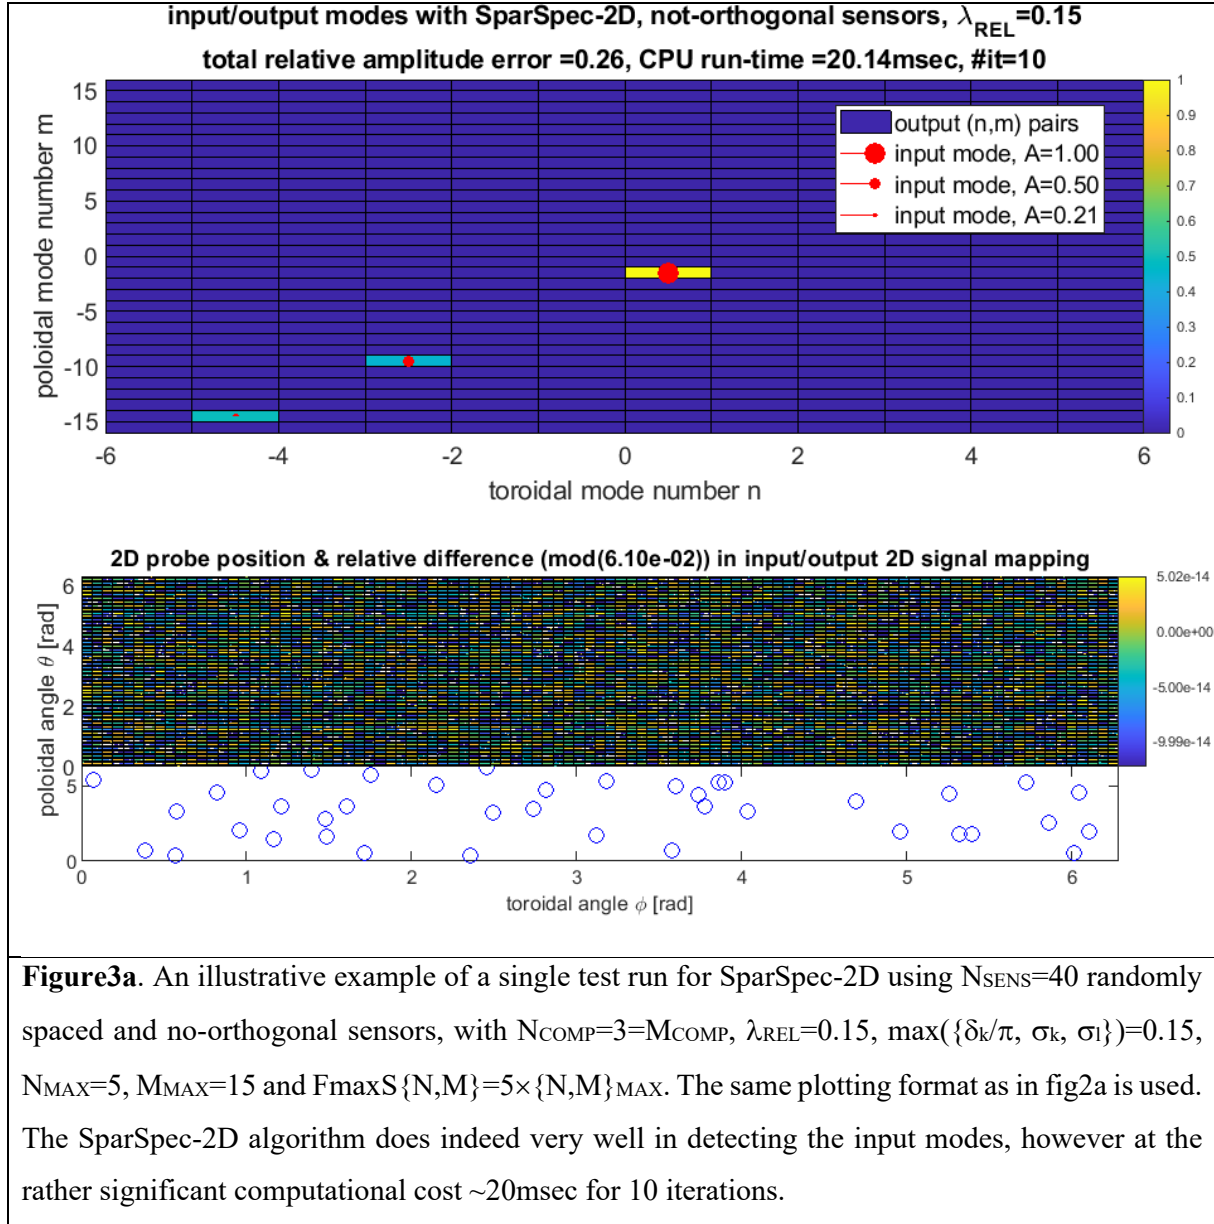 input/output modes with SparSpec-2D, not-orthogonal sensors, λREL=0.15
total relative amplitude error =0.26, CPU run-time =20.14msec, #it=10
15
10
5
0
-5
-10
-15
poloidal mode number m
-6 -4 -2 0 2 4 6
toroidal mode number n
output (n,m) pairs
input mode, A=1.00
input mode, A=0.50
input mode, A=0.21
1
0.9
0.8
0.7
0.6
0.5
0.4
0.3
0.2
0.1
0
2D probe position & relative difference (mod(6.10e-02)) in input/output 2D signal mapping
6
4
2
0
5
0
poloidal angle θ [rad]
5.02e-14
0.00e+00
-5.00e-14
-9.99e-14
0 1 2 3 4 5 6
toroidal angle ϕ [rad]
Figure3a. An illustrative example of a single test run for SparSpec-2D using NSENS=40 randomly
spaced and no-orthogonal sensors, with NCOMP=3=MCOMP, λREL=0.15, max({δk/π, σk, σl})=0.15,
NMAX=5, MMAX=15 and FmaxS{N,M}=5×{N,M}MAX. The same plotting format as in fig2a is used.
The SparSpec-2D algorithm does indeed very well in detecting the input modes, however at the
rather significant computational cost ~20msec for 10 iterations.